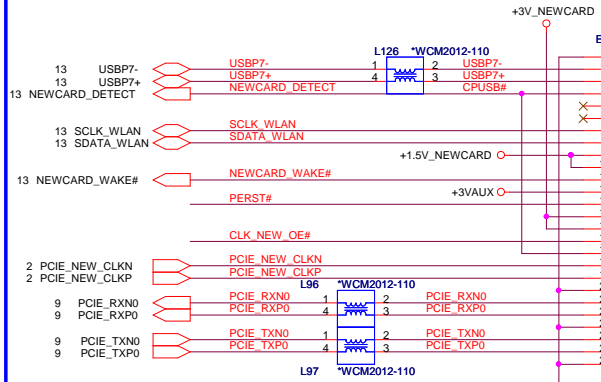 +3V_NEWCARD
E
L126 *WCM2012-110
13 USBP7- USBP7- 1 2 USBP7-
13 USBP7+ USBP7+ 4 3 USBP7+
13 NEWCARD_DETECT NEWCARD_DETECT CPUSB#
13 SCLK_WLAN SCLK_WLAN
13 SDATA_WLAN SDATA_WLAN
+1.5V_NEWCARD
13 NEWCARD_WAKE# NEWCARD_WAKE#
+3VAUX
PERST#
CLK_NEW_OE#
2 PCIE_NEW_CLKN PCIE_NEW_CLKN
2 PCIE_NEW_CLKP PCIE_NEW_CLKP
L96 *WCM2012-110
9 PCIE_RXN0 PCIE_RXN0 1 2 PCIE_RXN0
9 PCIE_RXP0 PCIE_RXP0 4 3 PCIE_RXP0
9 PCIE_TXN0 PCIE_TXN0 1 2 PCIE_TXN0
9 PCIE_TXP0 PCIE_TXP0 4 3 PCIE_TXP0
L97 *WCM2012-110